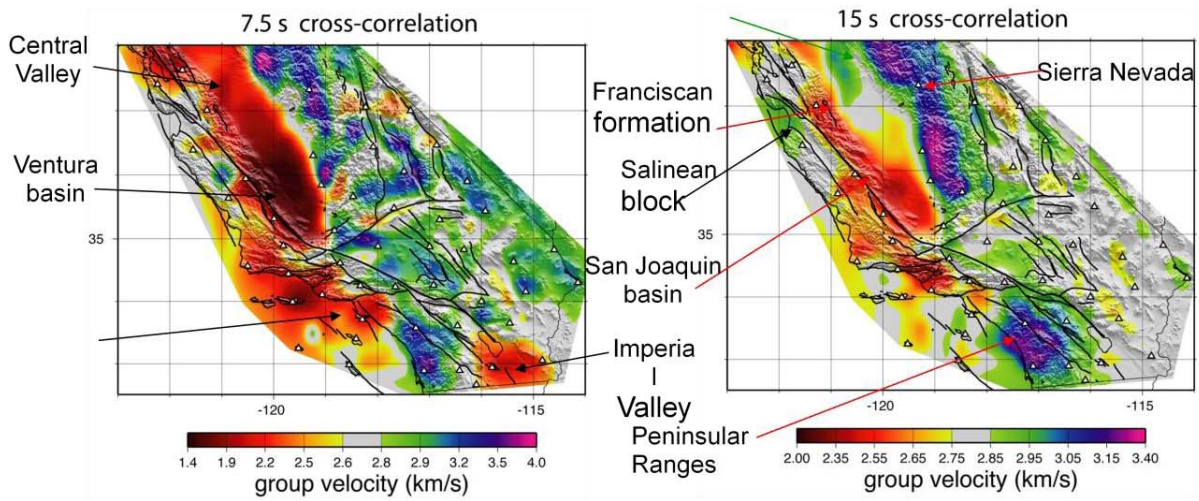 7.5 s cross-correlation
Central
Valley
Ventura
basin
35
-120
-115
Imperia
l
Valley
1.4 1.9 2.2 2.6 2.8 2.9 3.2 3.5 4.0
group velocity (km/s)
15 s cross-correlation
Sierra Nevada
Franciscan
formation
Salinean
block
35
San Joaquin
basin
-120
-115
Peninsular
Ranges
2.00 2.35 2.55 2.65 2.75 2.85 2.95 3.05 3.15 3.40
group velocity (km/s)